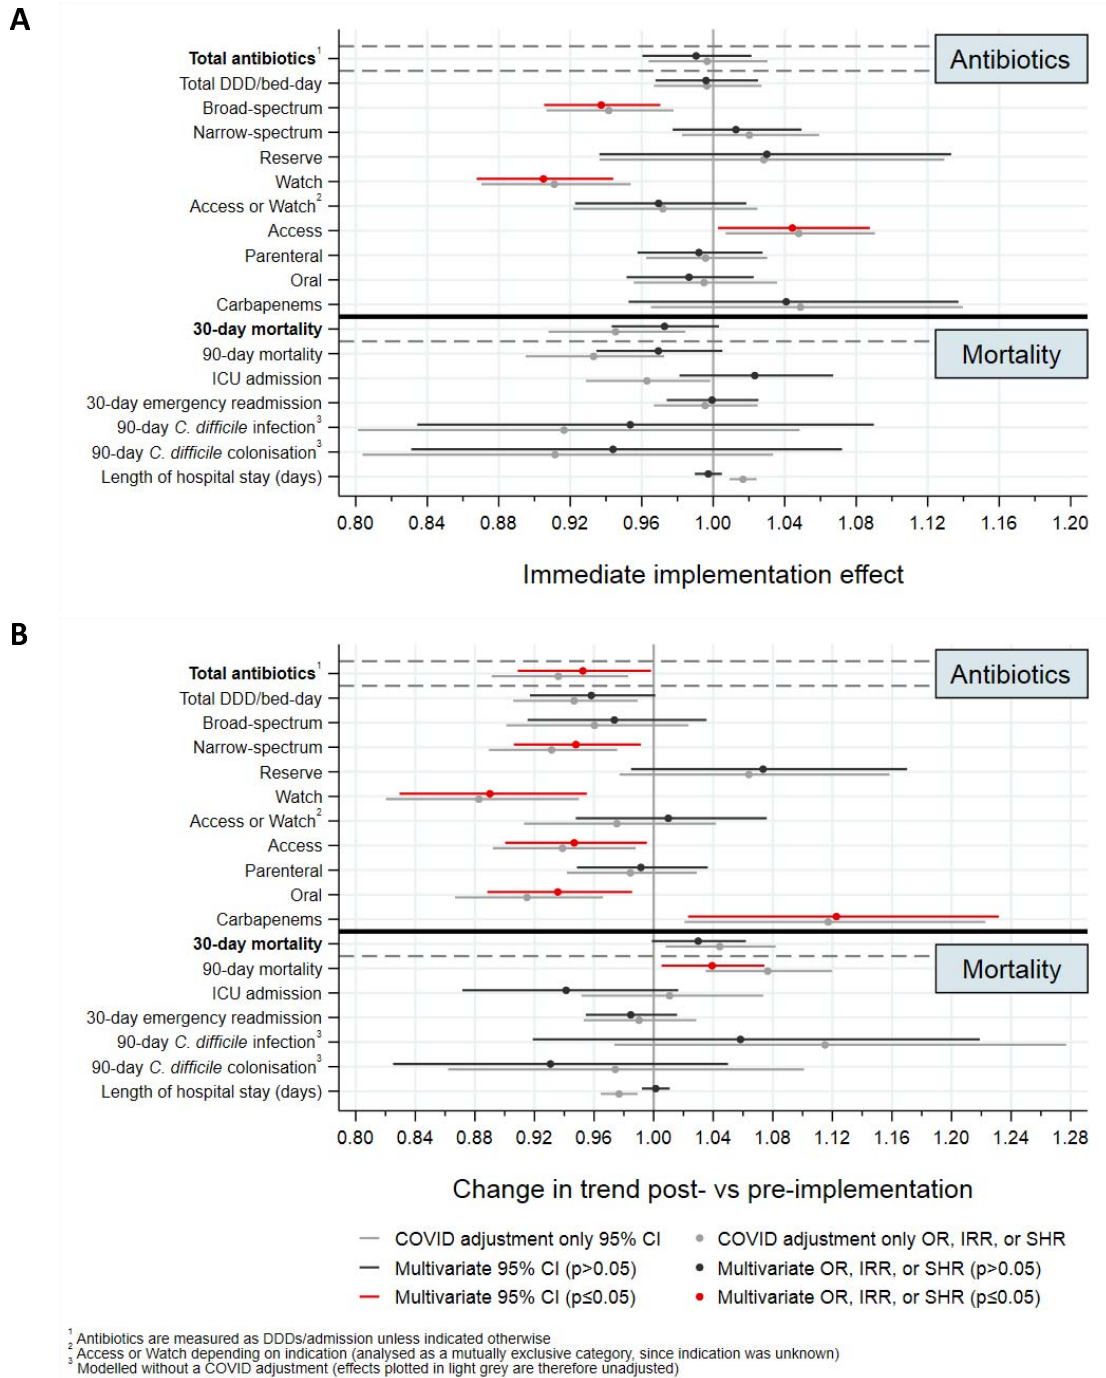 A
Antibiotics
Total antibiotics1
Total DDD/bed-day
Broad-spectrum
Narrow-spectrum
Reserve
Watch
Access or Watch2
Access
Parenteral
Oral
Carbapenems
30-day mortality
Mortality
90-day mortality
ICU admission
30-day emergency readmission
90-day C. difficile infection3
90-day C. difficile colonisation3
Length of hospital stay (days)
0.80 0.84 0.88 0.92 0.96 1.00 1.04 1.08 1.12 1.16 1.20
Immediate implementation effect
B
Antibiotics
Total antibiotics1
Total DDD/bed-day
Broad-spectrum
Narrow-spectrum
Reserve
Watch
Access or Watch2
Access
Parenteral
Oral
Carbapenems
30-day mortality
Mortality
90-day mortality
ICU admission
30-day emergency readmission
90-day C. difficile infection3
90-day C. difficile colonisation3
Length of hospital stay (days)
0.80 0.84 0.88 0.92 0.96 1.00 1.04 1.08 1.12 1.16 1.20 1.24 1.28
Change in trend post- vs pre-implementation
COVID adjustment only 95% CI COVID adjustment only OR, IRR, or SHR
Multivariate 95% CI (p>0.05) Multivariate OR, IRR, or SHR (p>0.05)
Multivariate 95% CI (p≤0.05) Multivariate OR, IRR, or SHR (p≤0.05)
1 Antibiotics are measured as DDDs/admission unless indicated otherwise
2 Access or Watch depending on indication (analysed as a mutually exclusive category, since indication was unknown)
3 Modelled without a COVID adjustment (effects plotted in light grey are therefore unadjusted)